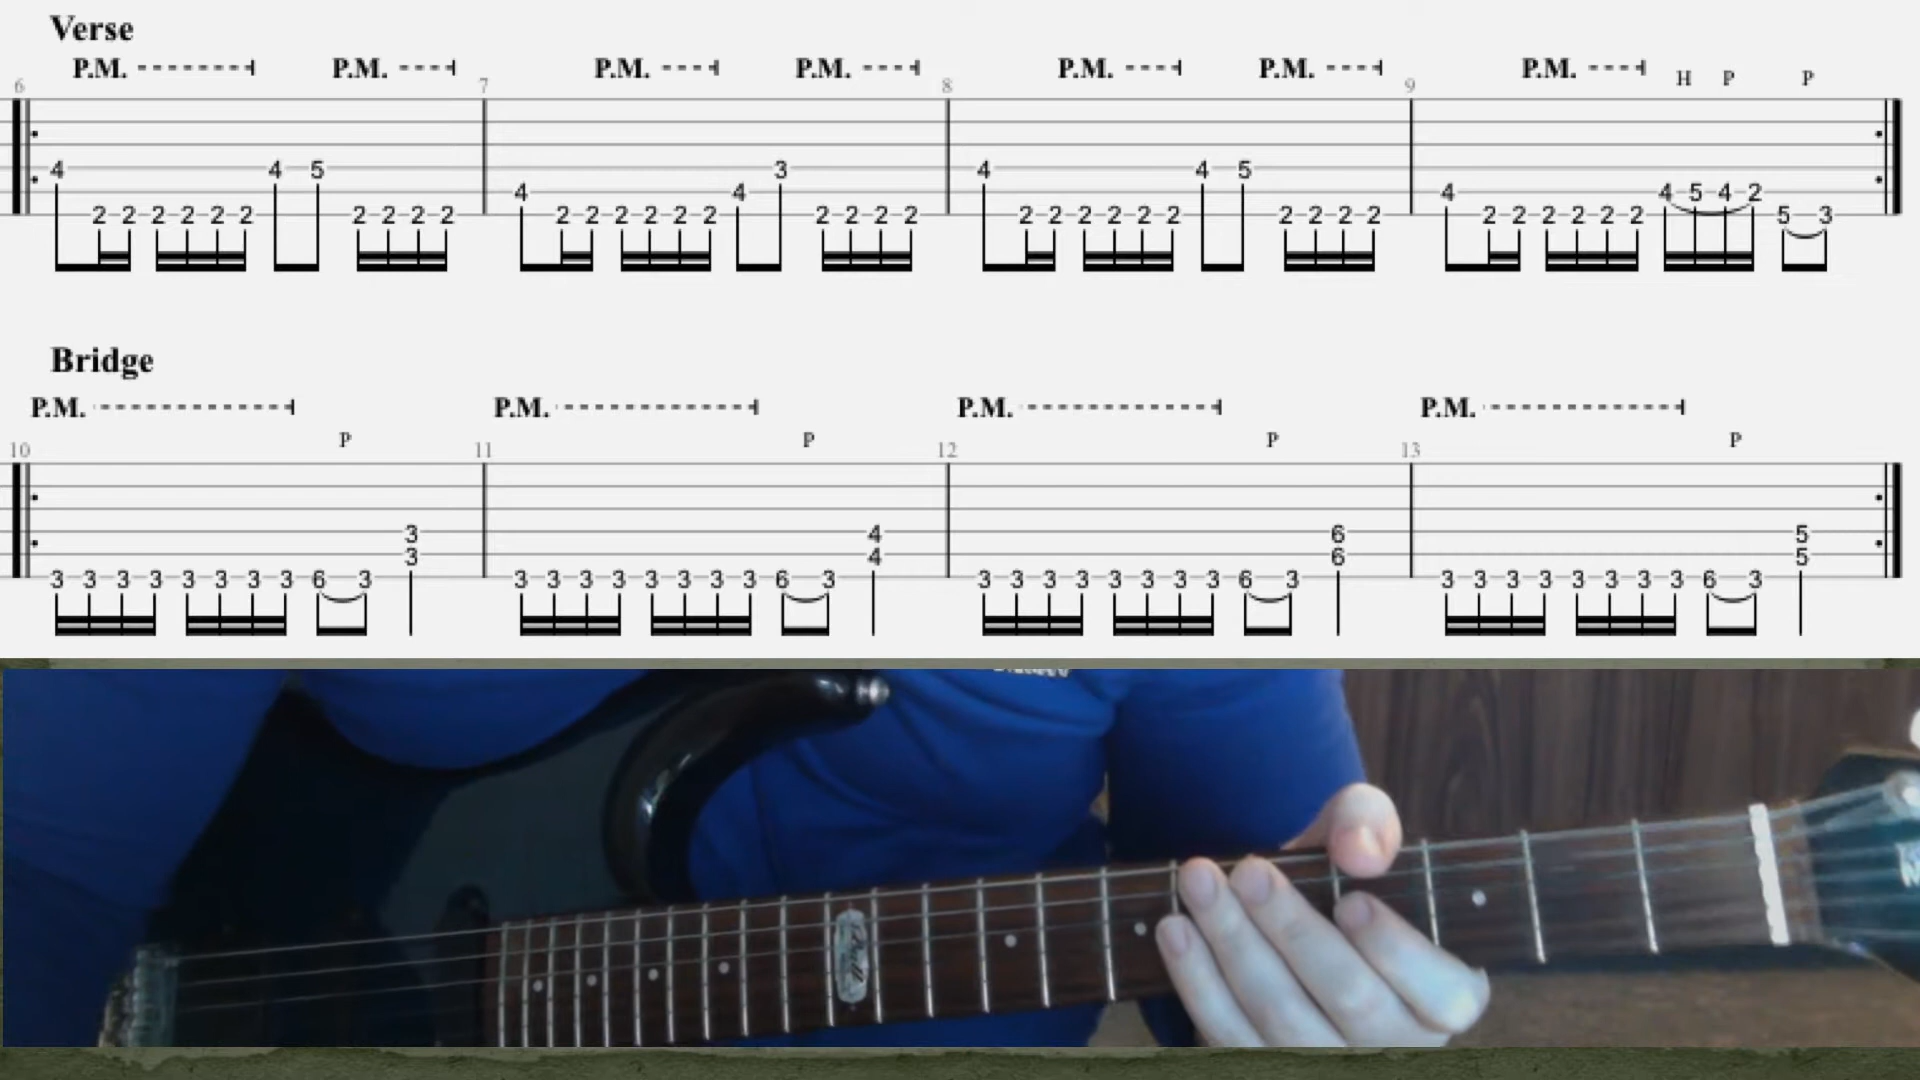 Verse
P.M. P.M. P.M. P.M. P.M. P.M. P.M. H P P
6 7 8 9
4 4 5 3 4 4 5
4 4 4 4 5 4 2
2 2 2 2 2 2 2 2 2 2 2 2 2 2 2 2 2 2 2 2 2 2 2 2 2 2 2 2 2 2 2 2 2 2 2 2 5 3
Bridge
P.M. P.M. P.M. P.M.
P P P P
10 11 12 13
3 4 6 5
3 4 6 5
3 3 3 3 3 3 3 3 6 3 3 3 3 3 3 3 3 3 6 3 3 3 3 3 3 3 3 3 6 3 3 3 3 3 3 3 3 3 6 3